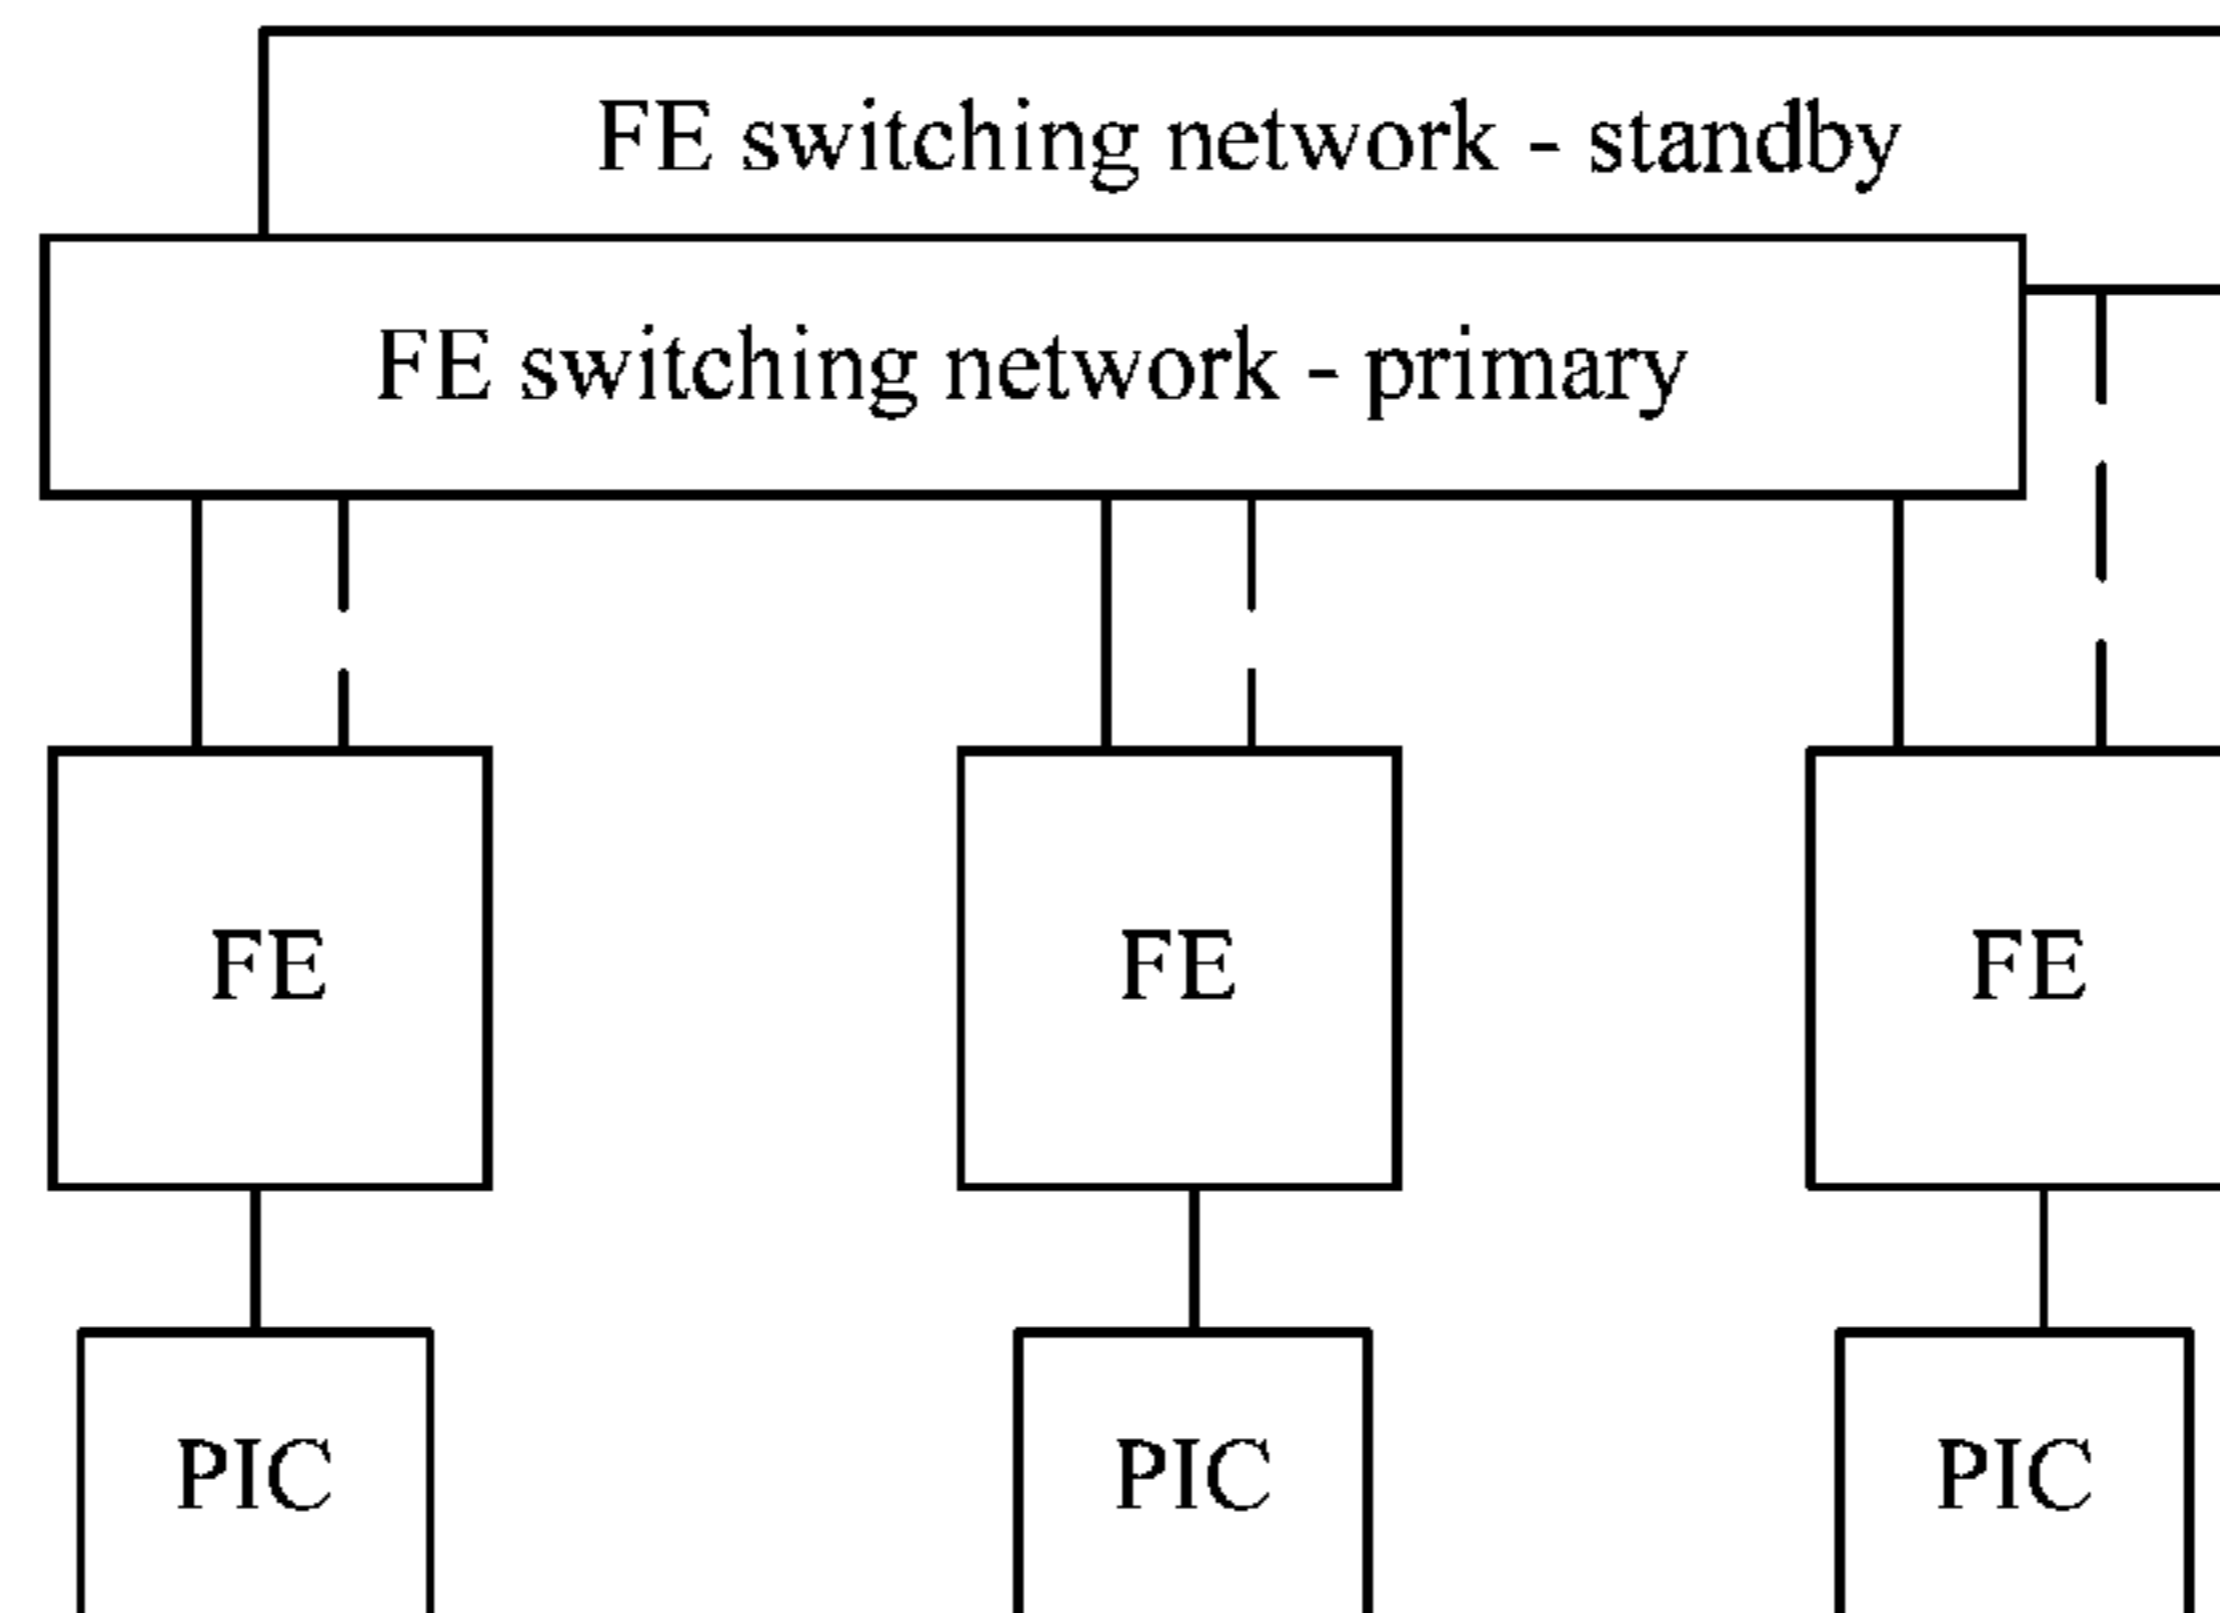 FE switching network - standby
FE switching network - primary
FE
FE
FE
PIC
PIC
PIC